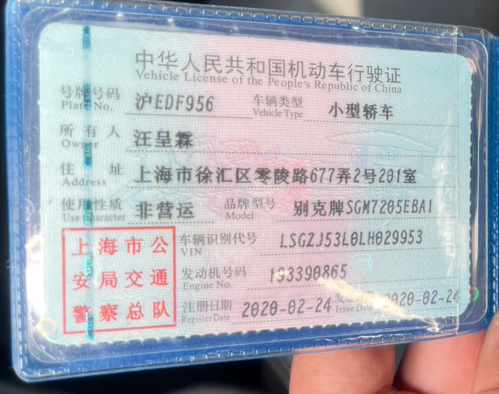 中华人民共和国机动车行驶证
Vehicle License of the People's Republic of China
号牌号码 沪EDF956 车辆类型 小型轿车
Plate No. Vehicle Type
所有人 汪呈霖
Owner
住址 上海市徐汇区零陵路677弄2号201室
Address
使用性质 非营运 品牌型号 别克牌SGM7205EBA1
Use Character Model
上海市公安局交通警察总队
车辆识别代号 LSGZJ53L0LH029953
VIN
发动机号码 193390865
Engine No.
注册日期 2020-02-24 发证日期 2020-02-24
Register Date Issue Date